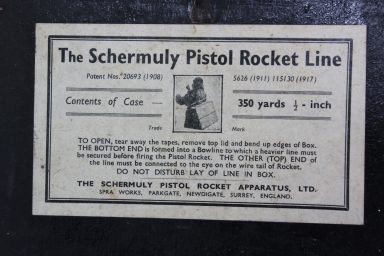 The Schermuly Pistol Rocket Line
Patent Nos. 20693 (1908) 5626 (1911) 115130 (1917)
Contents of Case — 350 yards ½ - inch
Trade Mark
TO OPEN, tear away the tapes, remove top lid and bend up edges of Box.
THE BOTTOM END is formed into a Bowline to which a heavier line must
be secured before firing the Pistol Rocket. THE OTHER (TOP) END of
the line must be connected to the eye on the wire tail of Rocket.
DO NOT DISTURB LAY OF LINE IN BOX.
THE SCHERMULY PISTOL ROCKET APPARATUS, LTD.
SPRA WORKS, PARKGATE, NEWDIGATE, SURREY, ENGLAND.